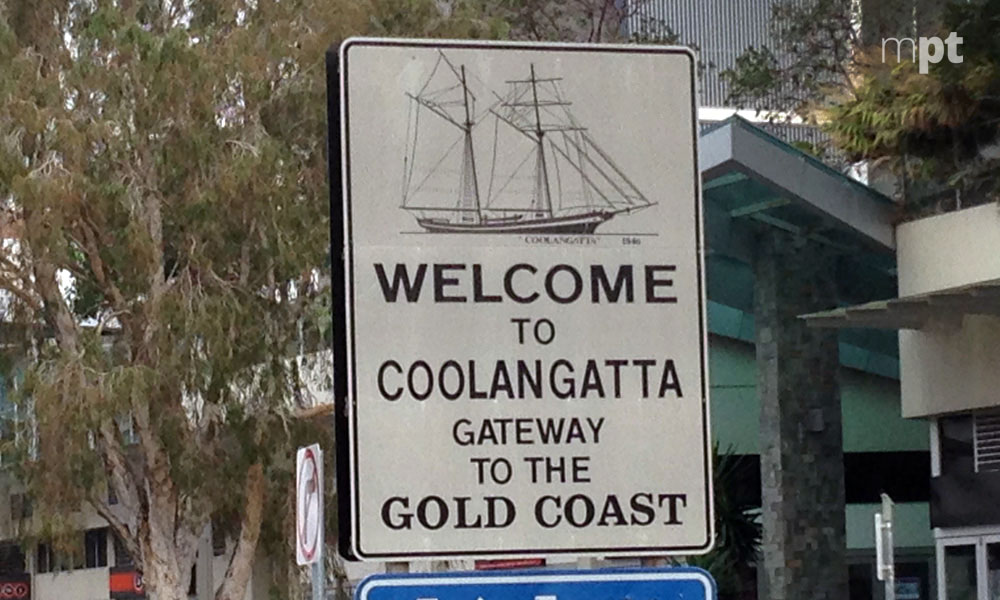 mpt
"COOLANGATTA" 1846
WELCOME
TO
COOLANGATTA
GATEWAY
TO THE
GOLD COAST